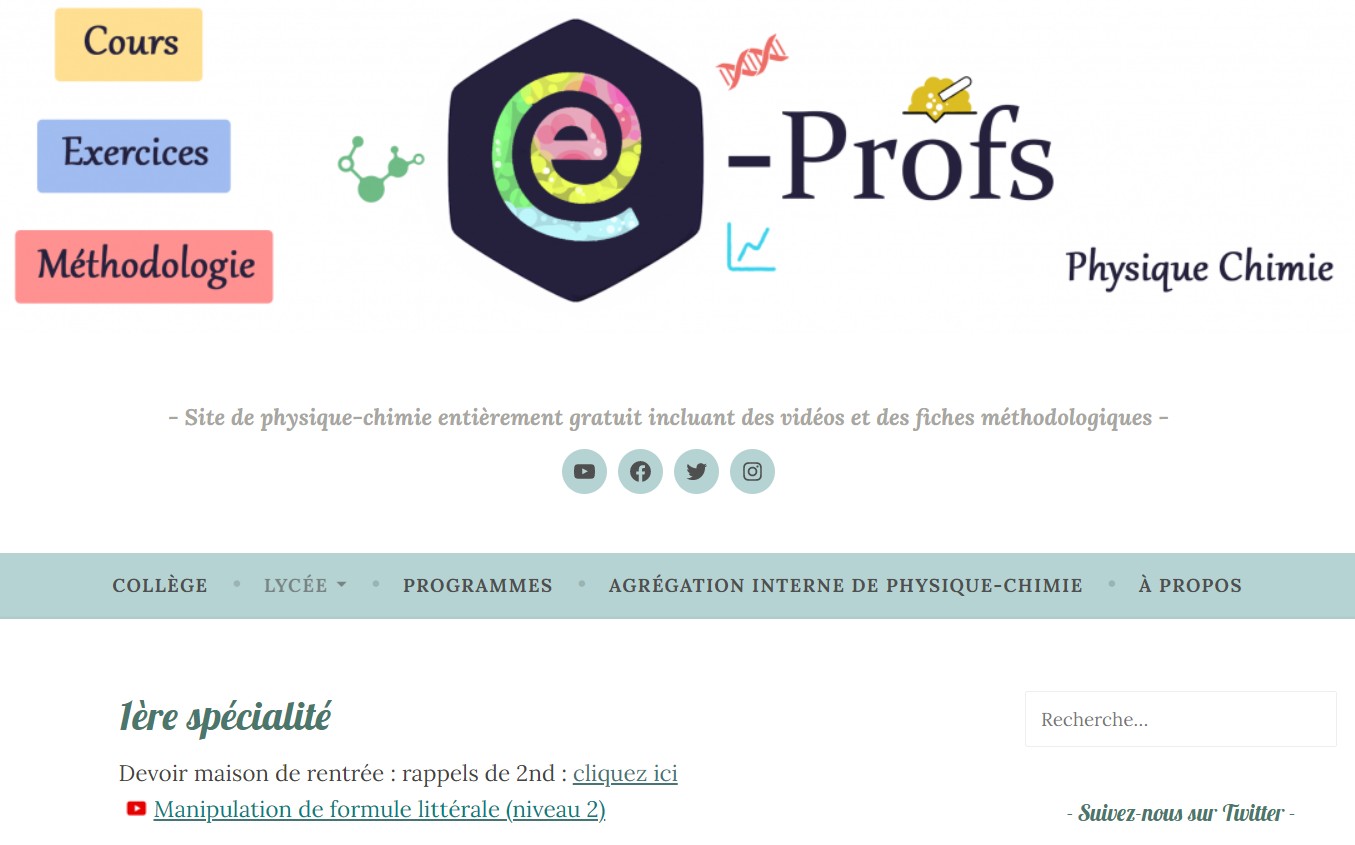 Cours
Exercices
Méthodologie
e-Profs
Physique Chimie
- Site de physique-chimie entièrement gratuit incluant des vidéos et des fiches méthodologiques -
COLLÈGE • LYCÉE • PROGRAMMES • AGRÉGATION INTERNE DE PHYSIQUE-CHIMIE • À PROPOS
1ère spécialité
Devoir maison de rentrée : rappels de 2nd : cliquez ici
Manipulation de formule littérale (niveau 2)
Recherche...
- Suivez-nous sur Twitter -